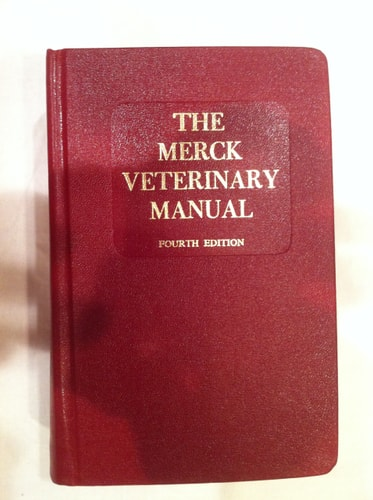 THE
MERCK
VETERINARY
MANUAL
FOURTH EDITION